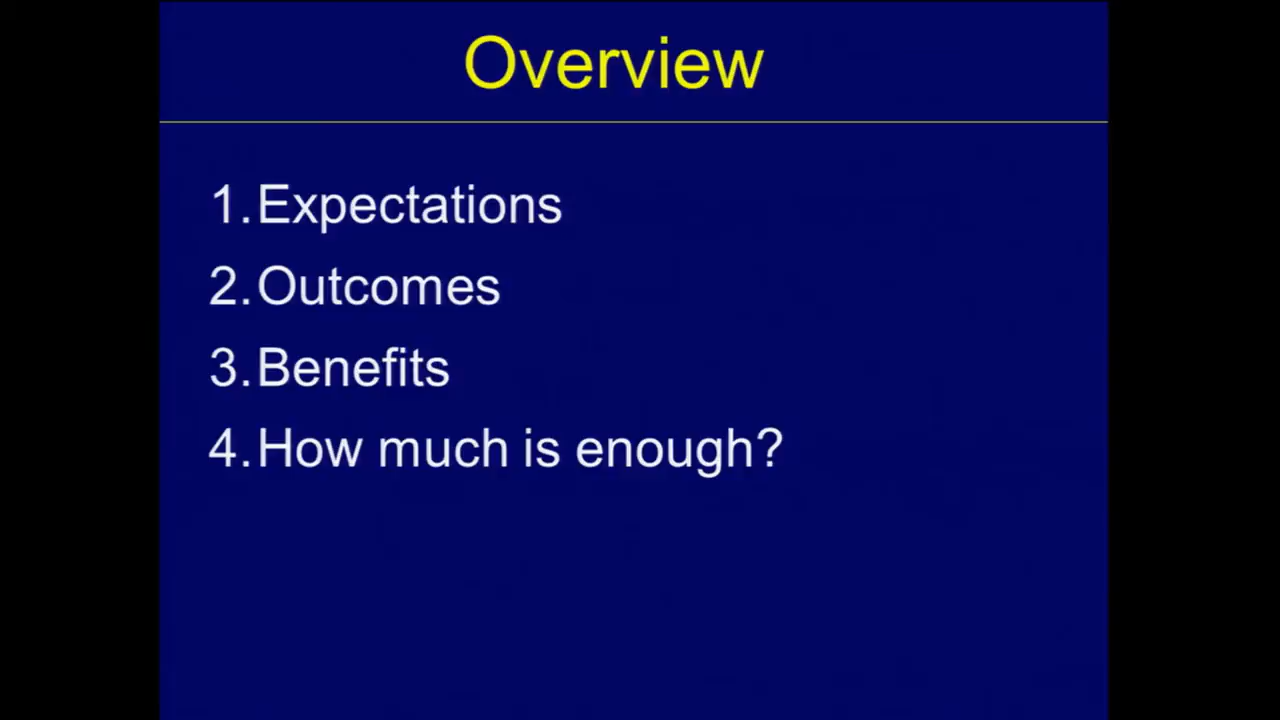 Overview
1. Expectations
2. Outcomes
3. Benefits
4. How much is enough?